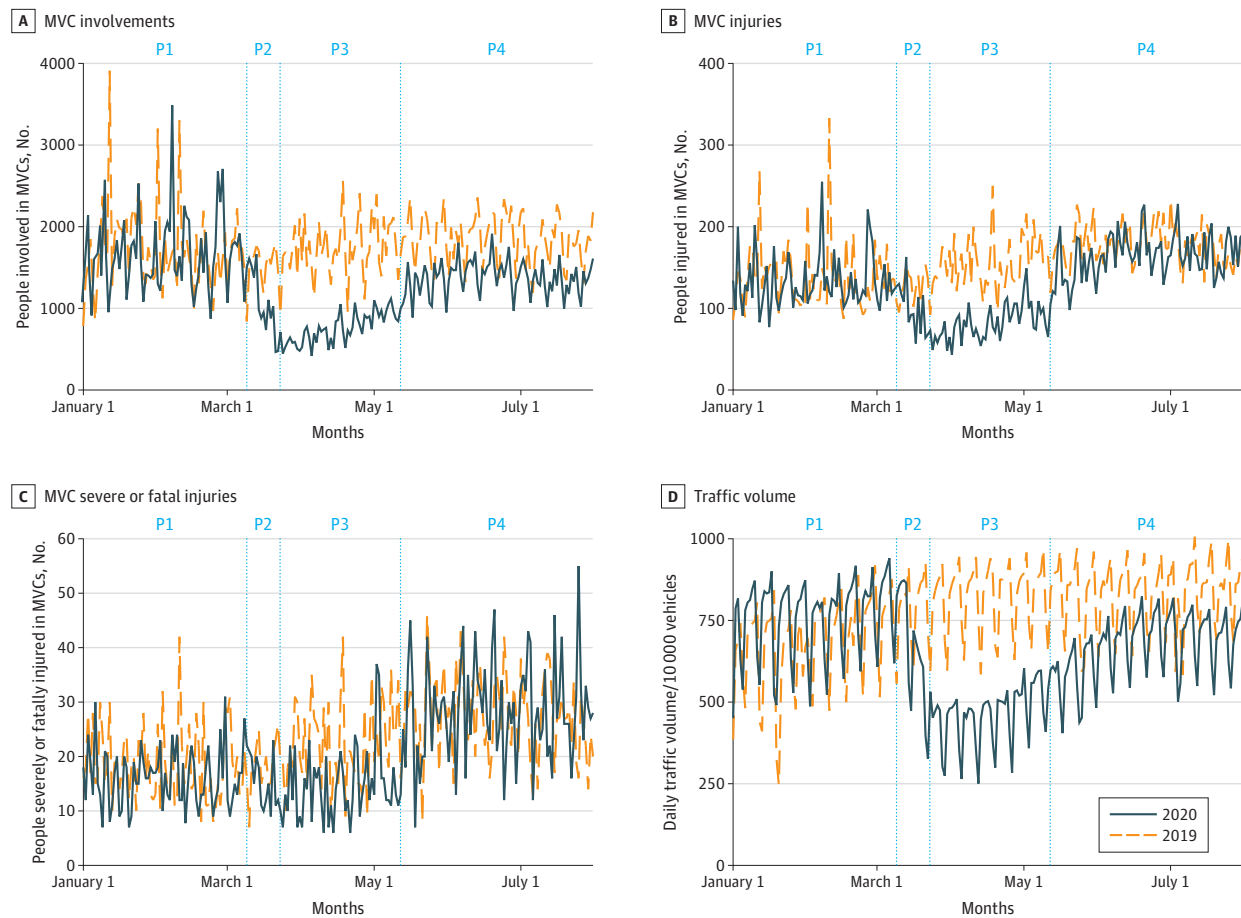 A MVC involvements
P1 P2 P3 P4
People involved in MVCs, No.
4000
3000
2000
1000
0
January 1 March 1 May 1 July 1
Months
B MVC injuries
P1 P2 P3 P4
People injured in MVCs, No.
400
300
200
100
0
January 1 March 1 May 1 July 1
Months
C MVC severe or fatal injuries
P1 P2 P3 P4
People severely or fatally injured in MVCs, No.
60
50
40
30
20
10
0
January 1 March 1 May 1 July 1
Months
D Traffic volume
P1 P2 P3 P4
Daily traffic volume/10 000 vehicles
1000
750
500
250
0
January 1 March 1 May 1 July 1
Months
2020
2019